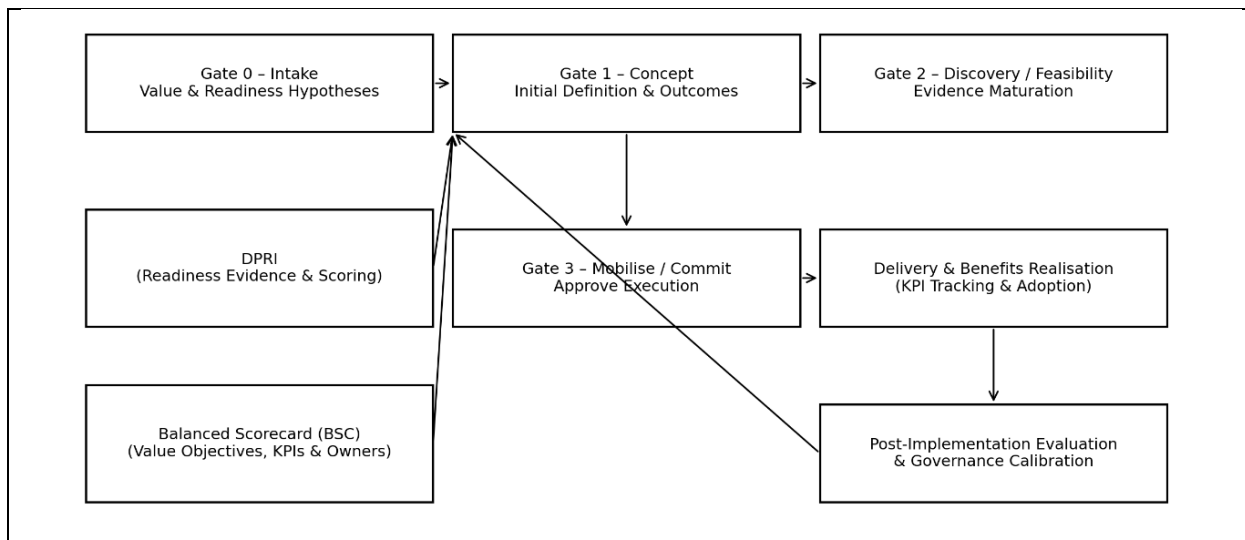 Gate 0 – Intake
Value & Readiness Hypotheses
Gate 1 – Concept
Initial Definition & Outcomes
Gate 2 – Discovery / Feasibility
Evidence Maturation
DPRI
(Readiness Evidence & Scoring)
Gate 3 – Mobilise / Commit
Approve Execution
Delivery & Benefits Realisation
(KPI Tracking & Adoption)
Balanced Scorecard (BSC)
(Value Objectives, KPIs & Owners)
Post-Implementation Evaluation
& Governance Calibration